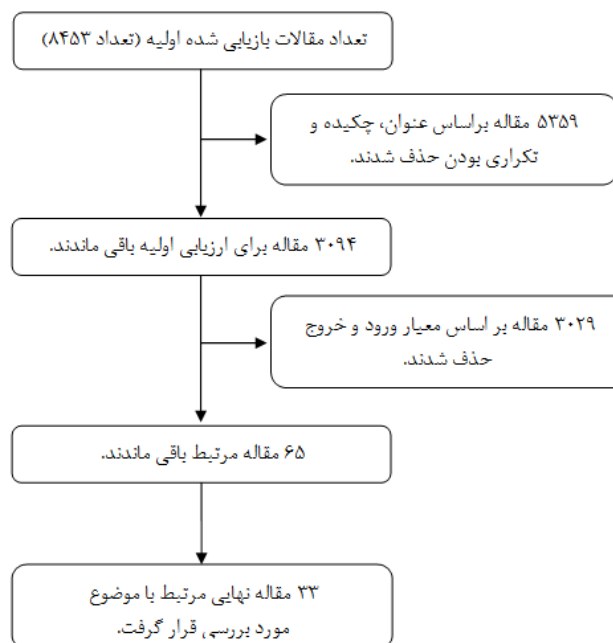 تعداد مقالات بازیابی شده اولیه (تعداد ۸۴۵۳)
۵۳۵۹ مقاله براساس عنوان، چکیده و
تکراری بودن حذف شدند.
۳۰۹۴ مقاله برای ارزیابی اولیه باقی ماندند.
۳۰۲۹ مقاله بر اساس معیار ورود و خروج
حذف شدند.
۶۵ مقاله مرتبط باقی ماندند.
۳۳ مقاله نهایی مرتبط با موضوع
مورد بررسی قرار گرفت.